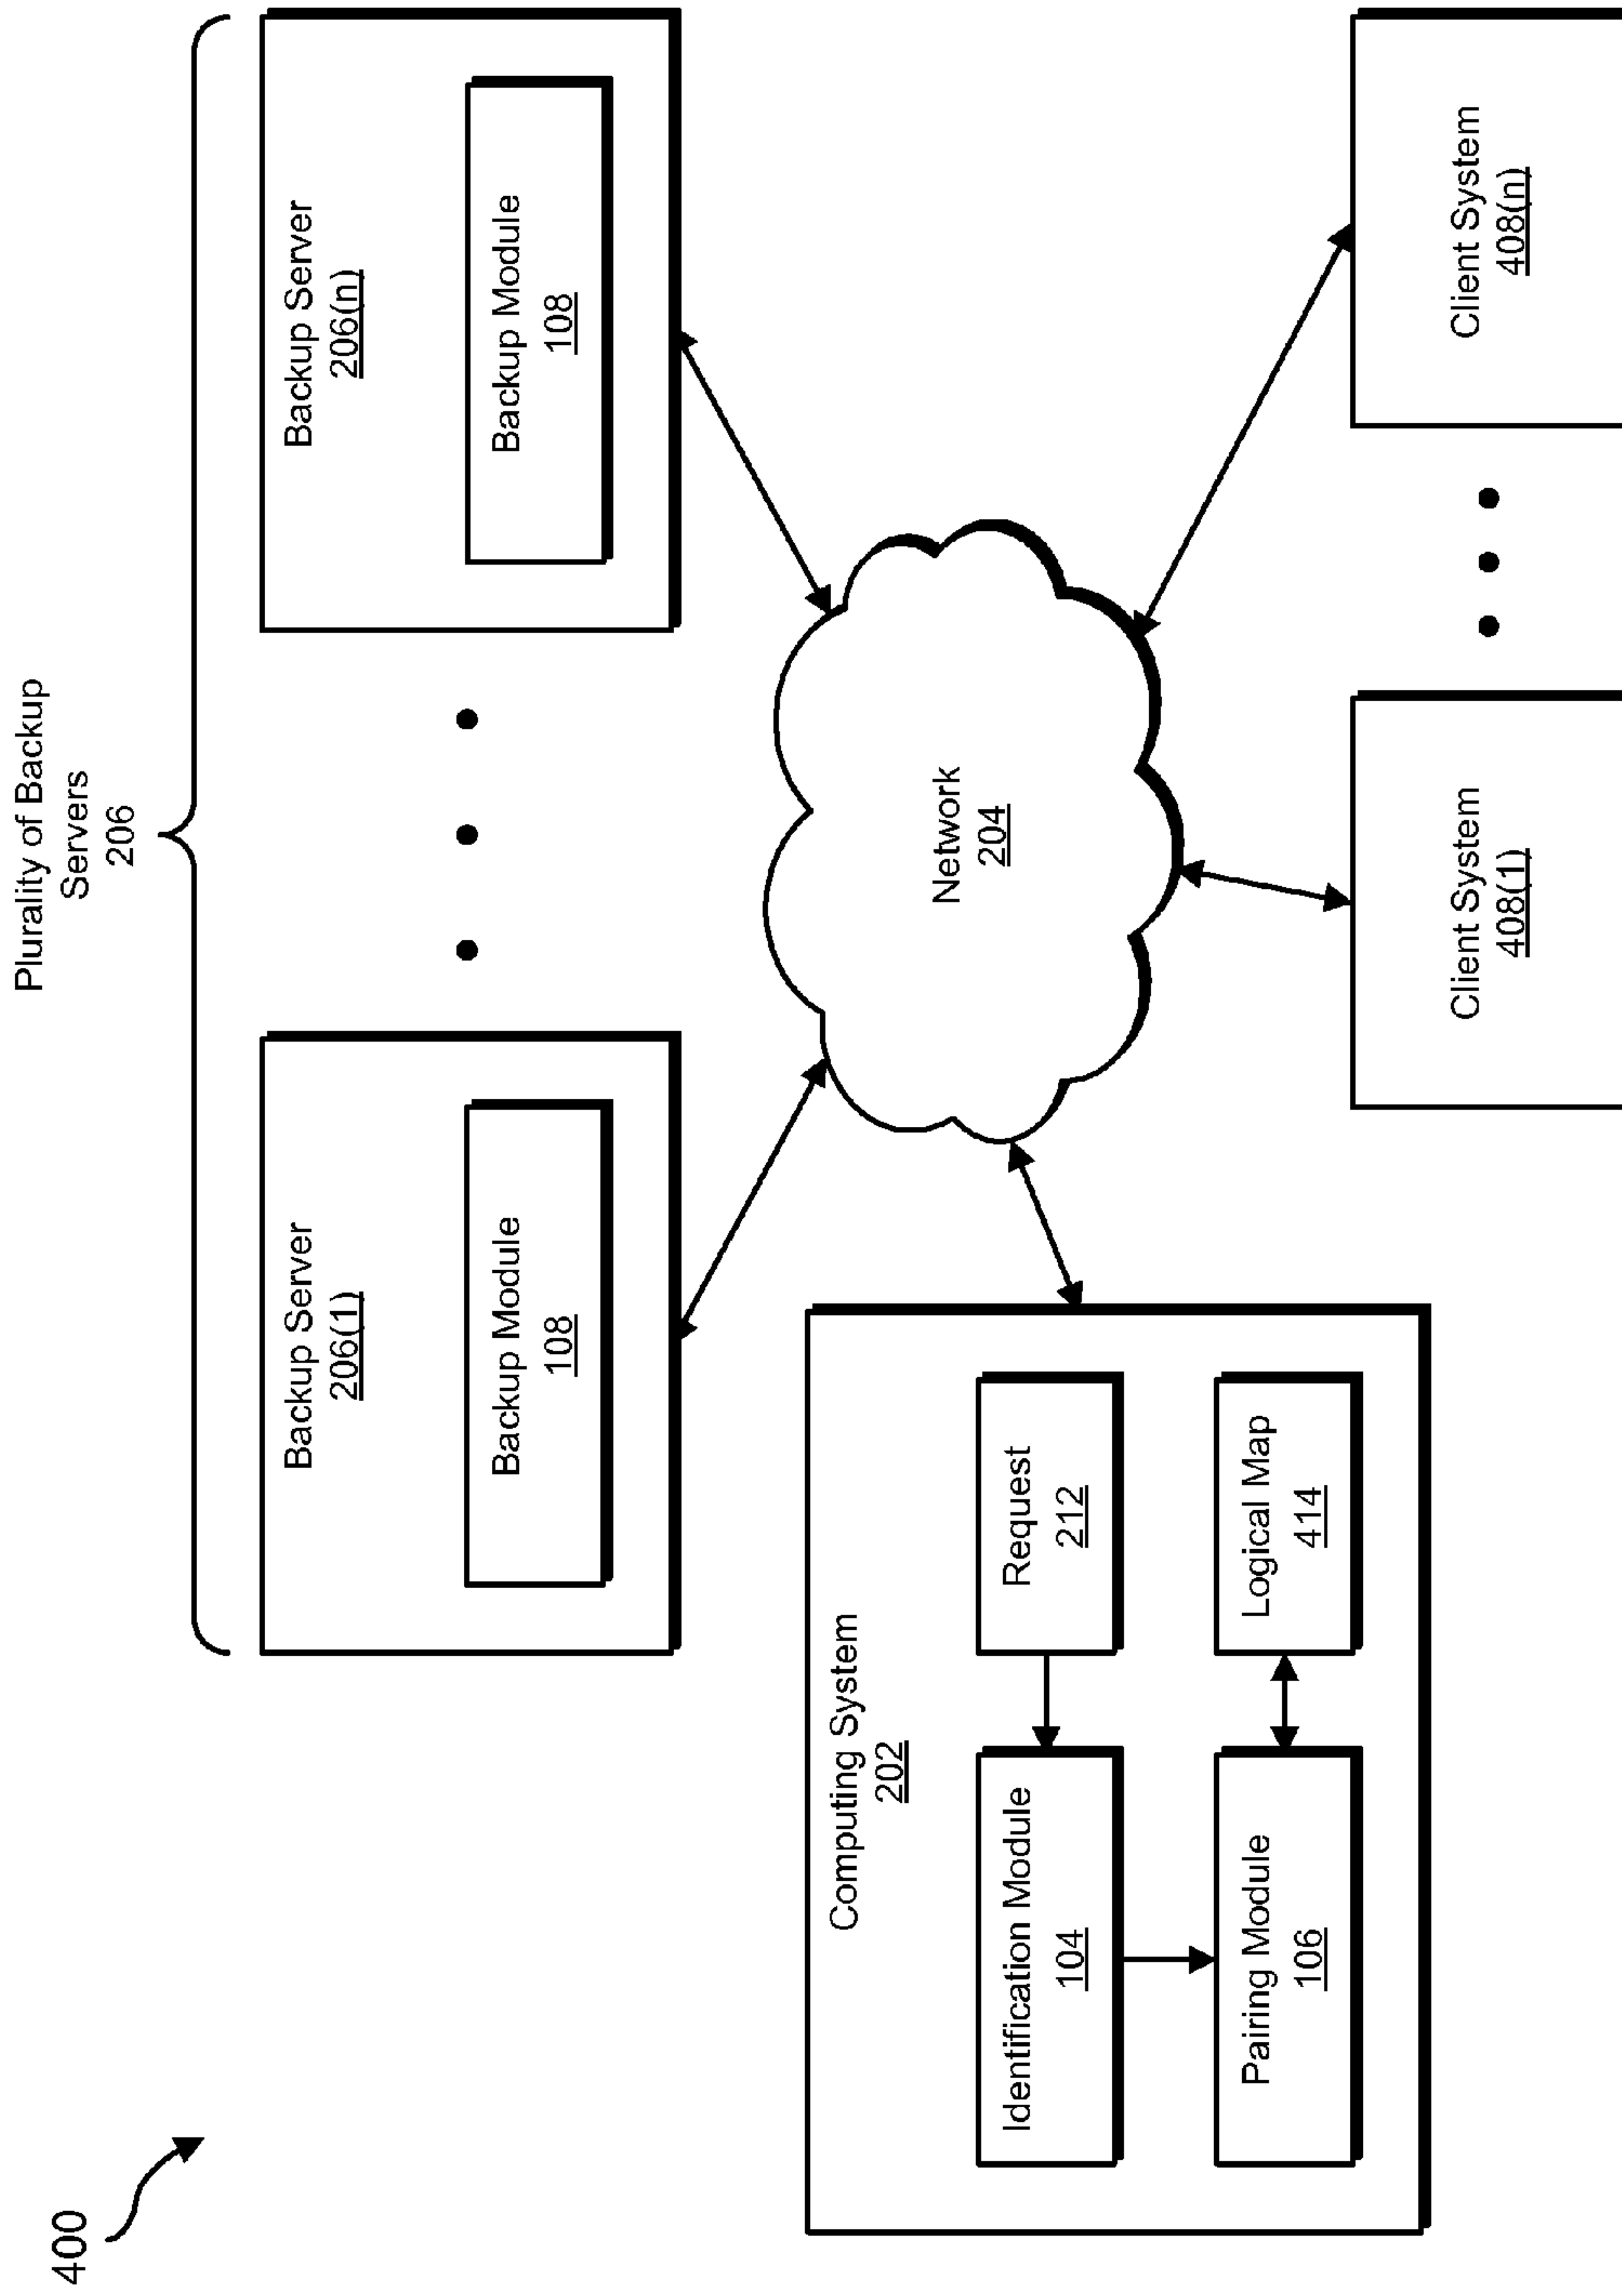 400
Plurality of Backup
Servers
206
Backup Server
206(1)
Backup Module
108
Backup Server
206(n)
Backup Module
108
Computing System
202
Identification Module
104
Request
212
Pairing Module
106
Logical Map
414
Network
204
Client System
408(1)
Client System
408(n)